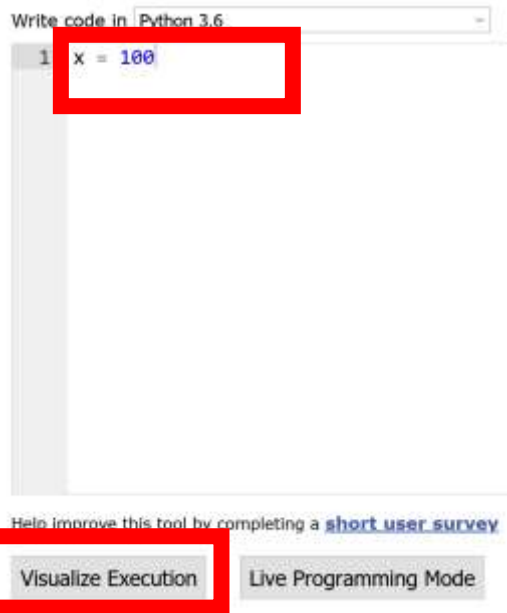 Write code in Python 3.6
1 x = 100
Help improve this tool by completing a short user survey
Visualize Execution Live Programming Mode